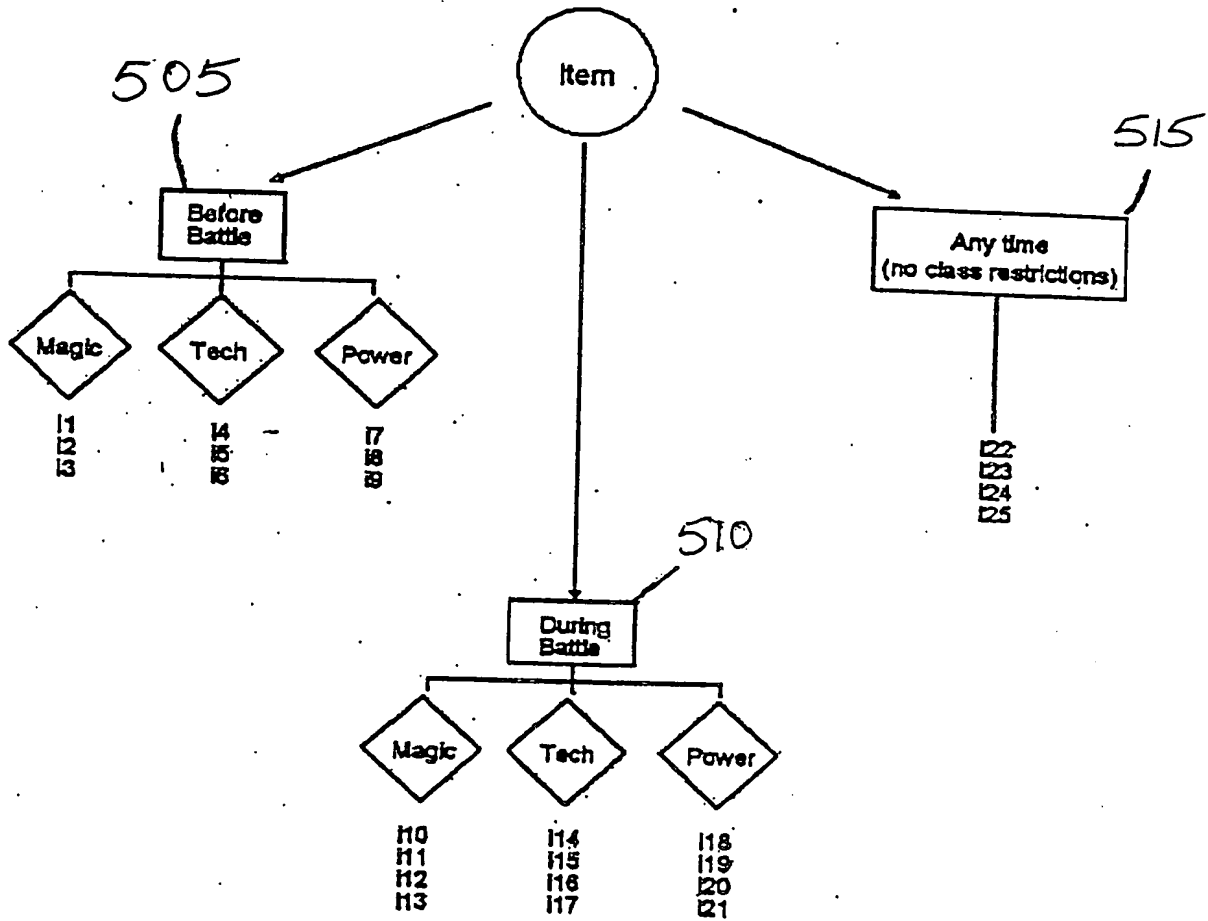 Item
505
515
Before
Battle
Any time
(no class restrictions)
Magic
Tech
Power
I1
I2
I3
I4
I5
I6
I7
I8
I9
I22
I23
I24
I25
510
During
Battle
Magic
Tech
Power
I10
I11
I12
I13
I14
I15
I16
I17
I18
I19
I20
I21